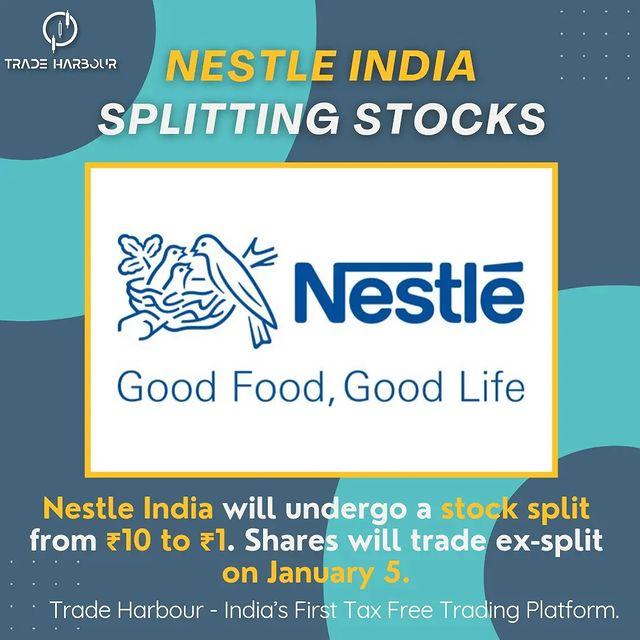 TRADE HARBOUR
NESTLE INDIA
SPLITTING STOCKS
Nestlé
Good Food, Good Life
Nestle India will undergo a stock split
from ₹10 to ₹1. Shares will trade ex-split
on January 5.
Trade Harbour - India's First Tax Free Trading Platform.